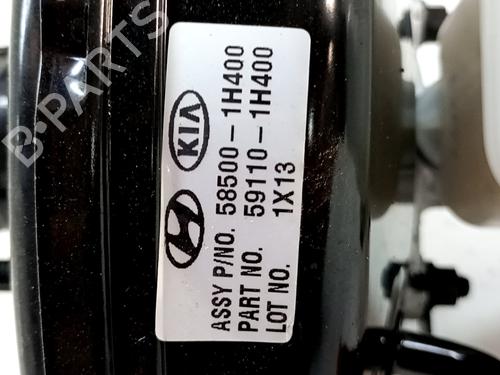 KIA
ASSY P/NO. 58500-1H400
PART NO. 59110-1H400
LOT NO. 1X13
B-PARTS